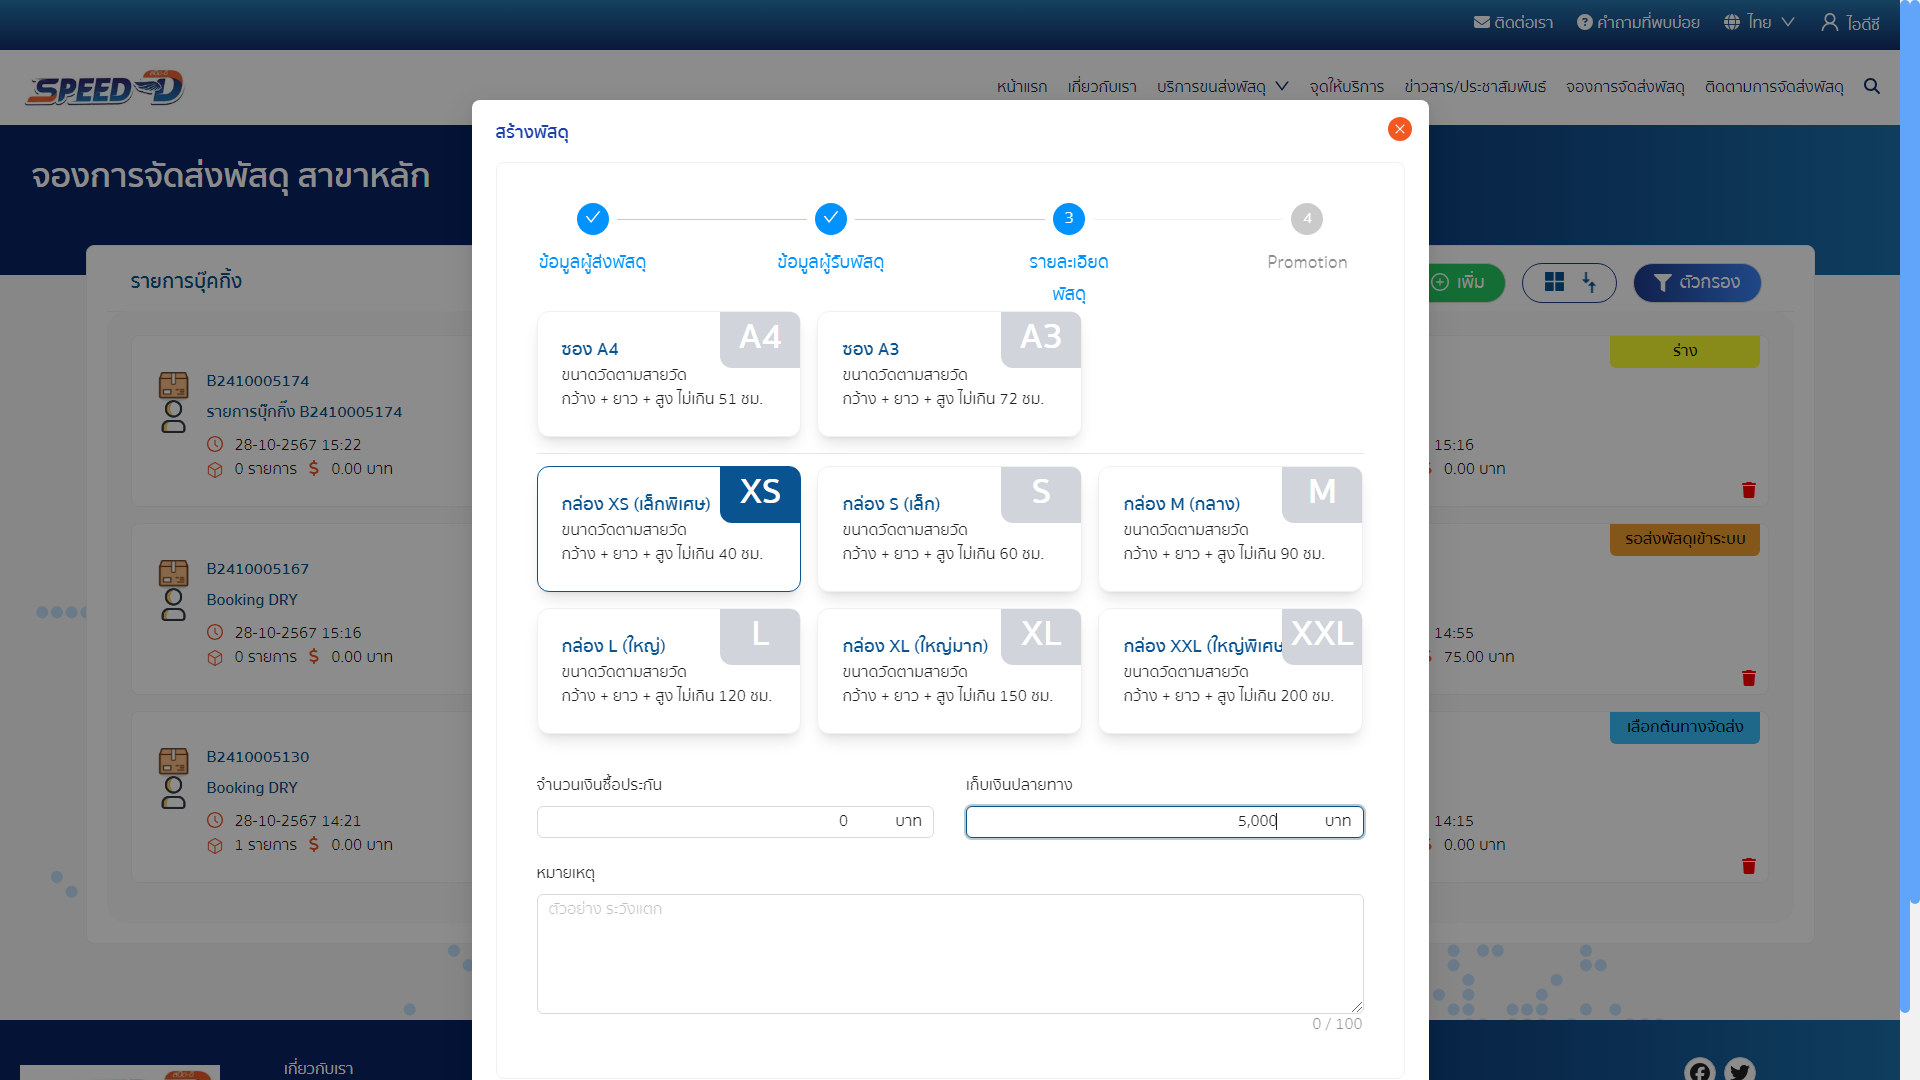 ติดต่อเรา
คำถามที่พบบ่อย
ไทย
ไอดีซี
SPEED-D
หน้าแรก
เกี่ยวกับเรา
บริการขนส่งพัสดุ
จุดให้บริการ
ข่าวสาร/ประชาสัมพันธ์
จองการจัดส่งพัสดุ
ติดตามการจัดส่งพัสดุ
จองการจัดส่งพัสดุ สาขาหลัก
รายการบุ๊คกิ้ง
เพิ่ม
ตัวกรอง
B2410005174
รายการบุ๊กกิ๊ง B2410005174
28-10-2567 15:22
0 รายการ
0.00 บาท
B2410005167
Booking DRY
28-10-2567 15:16
0 รายการ
0.00 บาท
B2410005130
Booking DRY
28-10-2567 14:21
1 รายการ
0.00 บาท
สร้างพัสดุ
ข้อมูลผู้ส่งพัสดุ
ข้อมูลผู้รับพัสดุ
3
รายละเอียด
พัสดุ
4
Promotion
ซอง A4
A4
ขนาดวัดตามสายวัด
กว้าง + ยาว + สูง ไม่เกิน 51 ซม.
ซอง A3
A3
ขนาดวัดตามสายวัด
กว้าง + ยาว + สูง ไม่เกิน 72 ซม.
กล่อง XS (เล็กพิเศษ)
XS
ขนาดวัดตามสายวัด
กว้าง + ยาว + สูง ไม่เกิน 40 ซม.
กล่อง S (เล็ก)
S
ขนาดวัดตามสายวัด
กว้าง + ยาว + สูง ไม่เกิน 60 ซม.
กล่อง M (กลาง)
M
ขนาดวัดตามสายวัด
กว้าง + ยาว + สูง ไม่เกิน 90 ซม.
กล่อง L (ใหญ่)
L
ขนาดวัดตามสายวัด
กว้าง + ยาว + สูง ไม่เกิน 120 ซม.
กล่อง XL (ใหญ่มาก)
XL
ขนาดวัดตามสายวัด
กว้าง + ยาว + สูง ไม่เกิน 150 ซม.
กล่อง XXL (ใหญ่พิเศษ
XXL
ขนาดวัดตามสายวัด
กว้าง + ยาว + สูง ไม่เกิน 200 ซม.
จำนวนเงินซื้อประกัน
0 บาท
เก็บเงินปลายทาง
5,000 บาท
หมายเหตุ
ตัวอย่าง ระวังแตก
0 / 100
ร่าง
15:16
0.00 บาท
รอส่งพัสดุเข้าระบบ
14:55
75.00 บาท
เลือกต้นทางจัดส่ง
14:15
0.00 บาท
เกี่ยวกับเรา